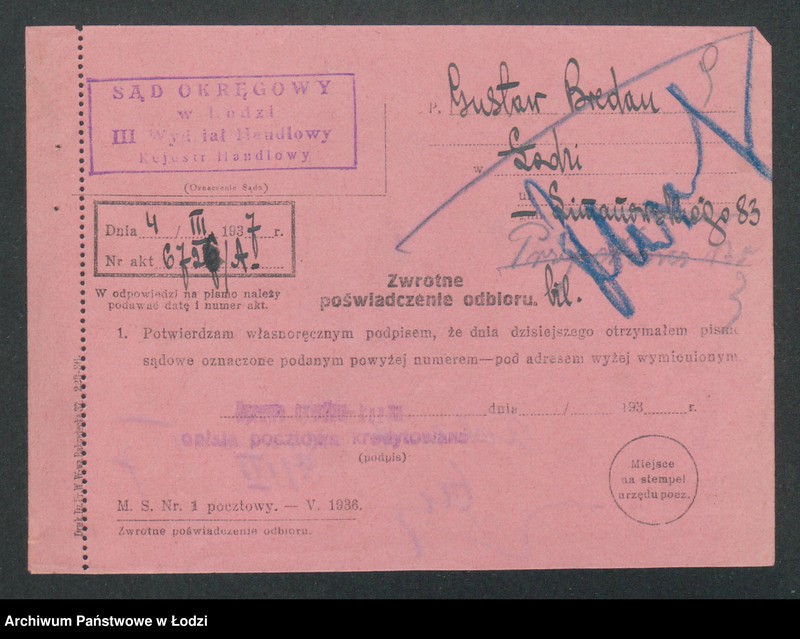 SĄD OKRĘGOWY
w Łodzi
III Wydział Handlowy
Rejestr Handlowy
(Oznaczenie Sądu)
P. Gustaw Bredau
w Łodzi
Dnia 4 / III 1937 r.
Nr akt
W odpowiedzi na pismo należy
podawać datę i numer akt.
83
Zwrotne
poświadczenie odbioru.
1. Potwierdzam własnoręcznym podpisem, że dnia dzisiejszego otrzymałem pismo
sądowe oznaczone podanym powyżej numerem—pod adresem wyżej wymienionym
dnia / 193 r.
opłata pocztowa kredytowana
(podpis)
Miejsce
na stempel
urzędu pocz.
M. S. Nr. 1 pocztowy. — V. 1936.
Zwrotne poświadczenie odbioru.
Archiwum Państwowe w Łodzi